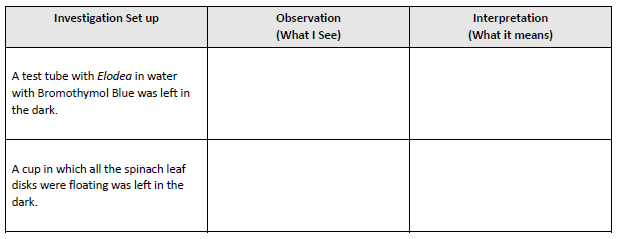 Investigation Set up
Observation
(What I See)
Interpretation
(What it means)
A test tube with Elodea in water
with Bromothymol Blue was left in
the dark.
A cup in which all the spinach leaf
disks were floating was left in the
dark.